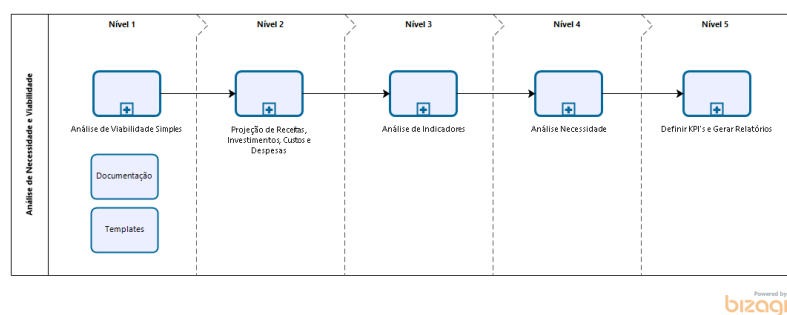 Análise de Necessidade e Viabilidade
Nível 1
Nível 2
Nível 3
Nível 4
Nível 5
Análise de Viabilidade Simples
Projeção de Receitas,
Investimentos, Custos e
Despesas
Análise de Indicadores
Análise Necessidade
Definir KPI's e Gerar Relatórios
Documentação
Templates
Powered by
bizagi